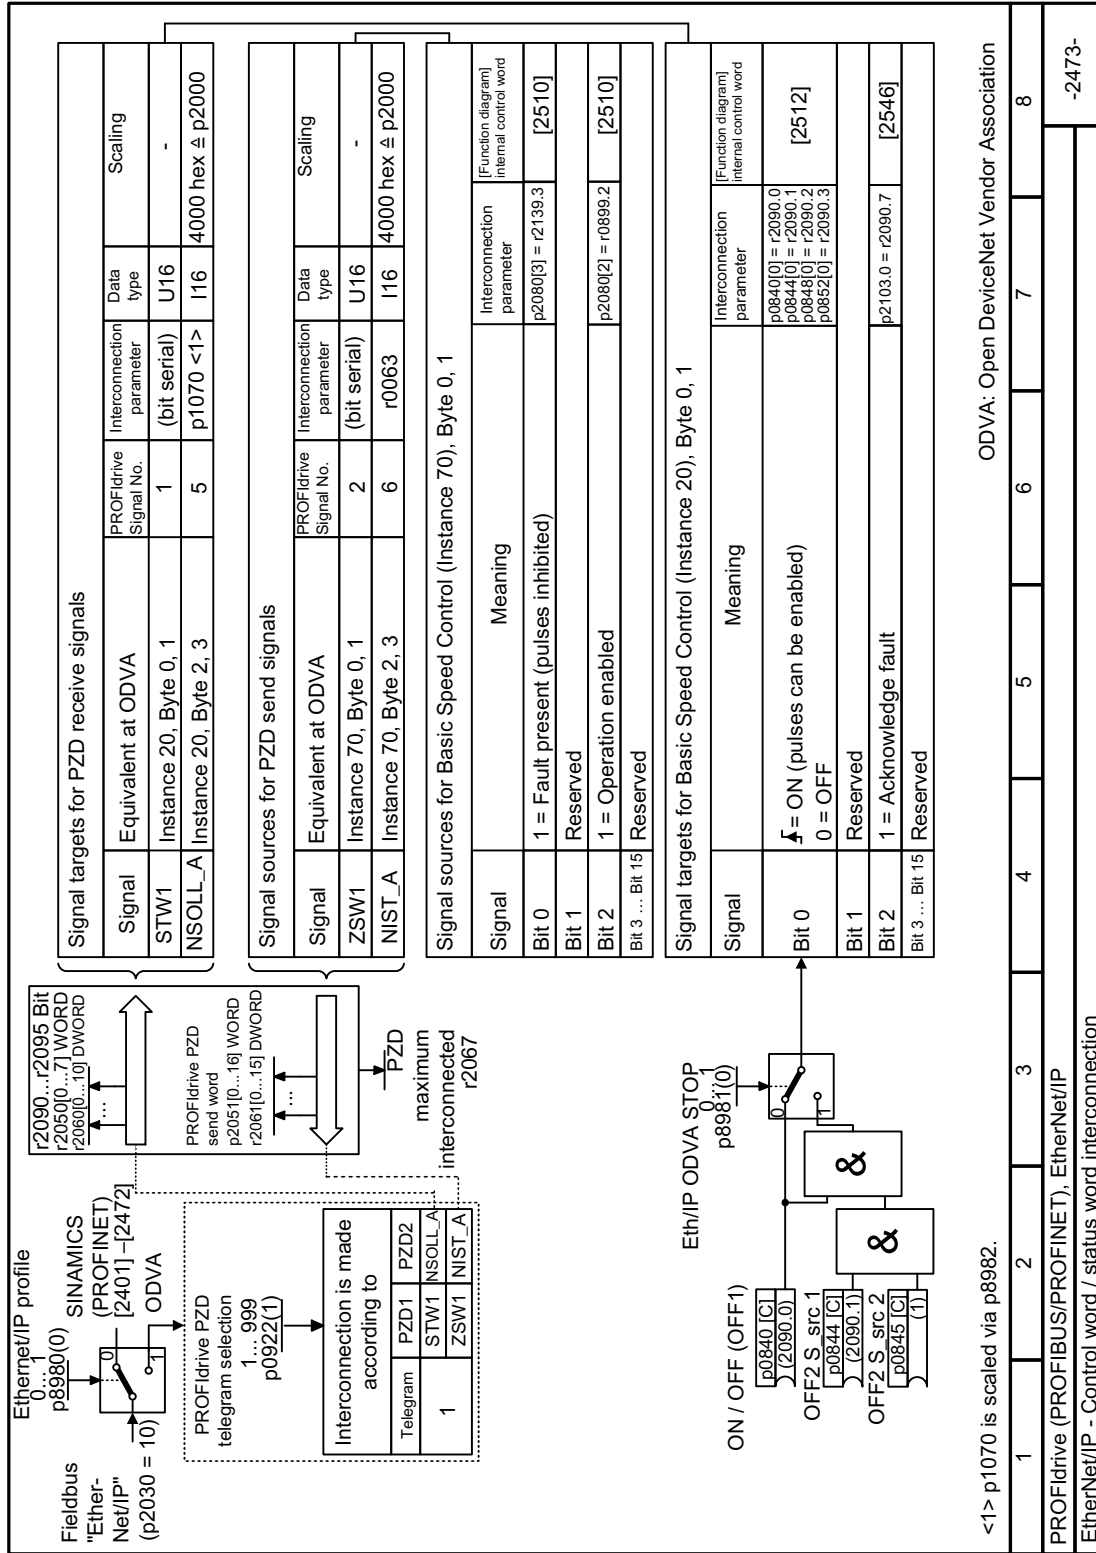 Fieldbus
"Ether-
Net/IP"
(p2030 = 10)
Ethernet/IP profile
0...1
p8980(0)
0
1
SINAMICS
(PROFINET)
[2401] –[2472]
ODVA
PROFIdrive PZD
telegram selection
1... 999
p0922(1)
Interconnection is made
according to
Telegram PZD1 PZD2
1 STW1 NSOLL_A
ZSW1 NIST_A
r2090...r2095 Bit
r2050[0...7] WORD
r2060[0...10] DWORD
...
PROFIdrive PZD
send word
p2051[0...16] WORD
r2061[0...15] DWORD
...
PZD
maximum
interconnected
r2067
Signal targets for PZD receive signals
Signal Equivalent at ODVA PROFIdrive Signal No. Interconnection parameter Data type Scaling
STW1 Instance 20, Byte 0, 1 1 (bit serial) U16 -
NSOLL_A Instance 20, Byte 2, 3 5 p1070 <1> I16 4000 hex ≙ p2000
Signal sources for PZD send signals
Signal Equivalent at ODVA PROFIdrive Signal No. Interconnection parameter Data type Scaling
ZSW1 Instance 70, Byte 0, 1 2 (bit serial) U16 -
NIST_A Instance 70, Byte 2, 3 6 r0063 I16 4000 hex ≙ p2000
Signal sources for Basic Speed Control (Instance 70), Byte 0, 1
Signal Meaning Interconnection parameter [Function diagram] internal control word
Bit 0 1 = Fault present (pulses inhibited) p2080[3] = r2139.3 [2510]
Bit 1 Reserved
Bit 2 1 = Operation enabled p2080[2] = r0899.2 [2510]
Bit 3 … Bit 15 Reserved
Signal targets for Basic Speed Control (Instance 20), Byte 0, 1
Signal Meaning Interconnection parameter [Function diagram] internal control word
Bit 0 = ON (pulses can be enabled)
0 = OFF
p0840[0] = r2090.0
p0844[0] = r2090.1
p0848[0] = r2090.2
p0852[0] = r2090.3
[2512]
Bit 1 Reserved
Bit 2 1 = Acknowledge fault p2103.0 = r2090.7 [2546]
Bit 3 … Bit 15 Reserved
ON / OFF (OFF1)
p0840 [C]
(2090.0)
OFF2 S_src 1
p0844 [C]
(2090.1)
OFF2 S_src 2
p0845 [C]
(1)
&
&
Eth/IP ODVA STOP
0...1
p8981(0)
0
1
<1> p1070 is scaled via p8982.
ODVA: Open DeviceNet Vendor Association
1 2 3 4 5 6 7 8
PROFIdrive (PROFIBUS/PROFINET), EtherNet/IP
EtherNet/IP - Control word / status word interconnection
-2473-